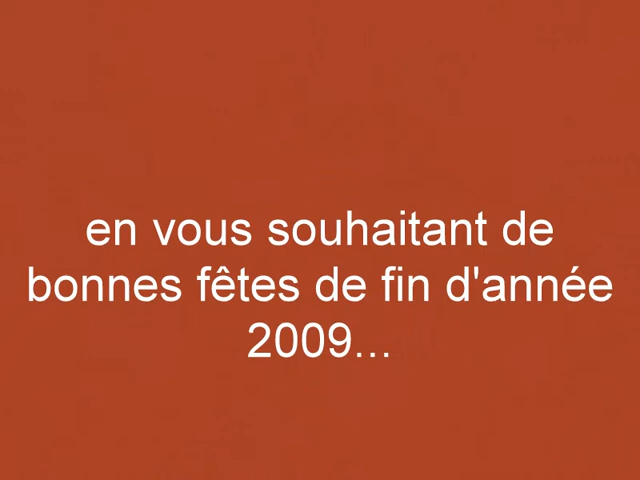 en vous souhaitant de
bonnes fêtes de fin d'année
2009...